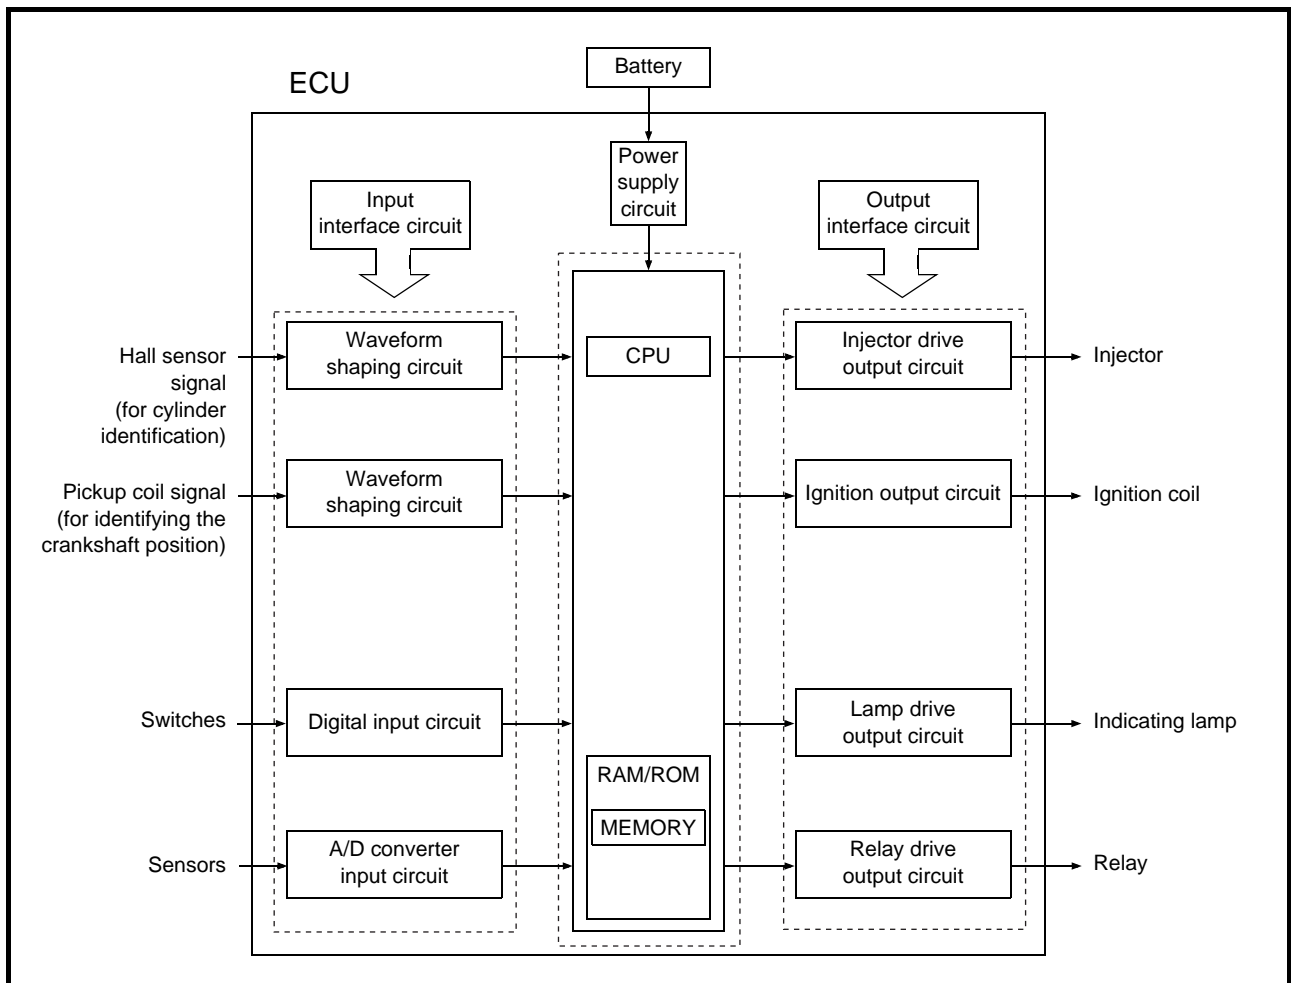 Battery
ECU
Power
supply
circuit
Input
interface circuit
Output
interface circuit
Hall sensor
signal
(for cylinder
identification)
Waveform
shaping circuit
CPU
Injector drive
output circuit
Injector
Pickup coil signal
(for identifying the
crankshaft position)
Waveform
shaping circuit
Ignition output circuit
Ignition coil
Switches
Digital input circuit
Lamp drive
output circuit
Indicating lamp
RAM/ROM
MEMORY
Sensors
A/D converter
input circuit
Relay drive
output circuit
Relay